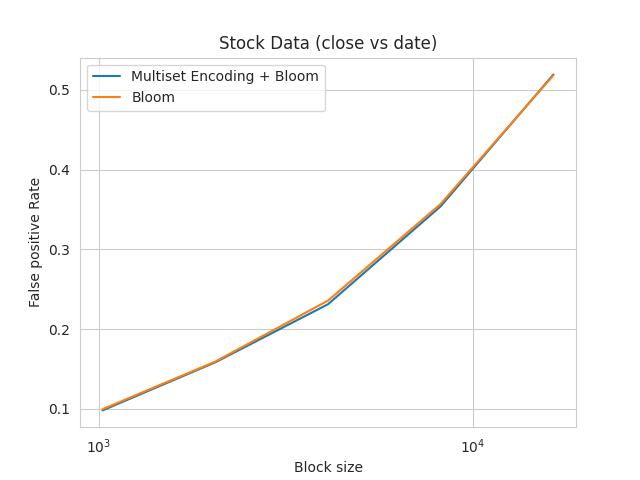 Stock Data (close vs date)
Multiset Encoding + Bloom
Bloom
False positive Rate
0.5
0.4
0.3
0.2
0.1
10³
10⁴
Block size